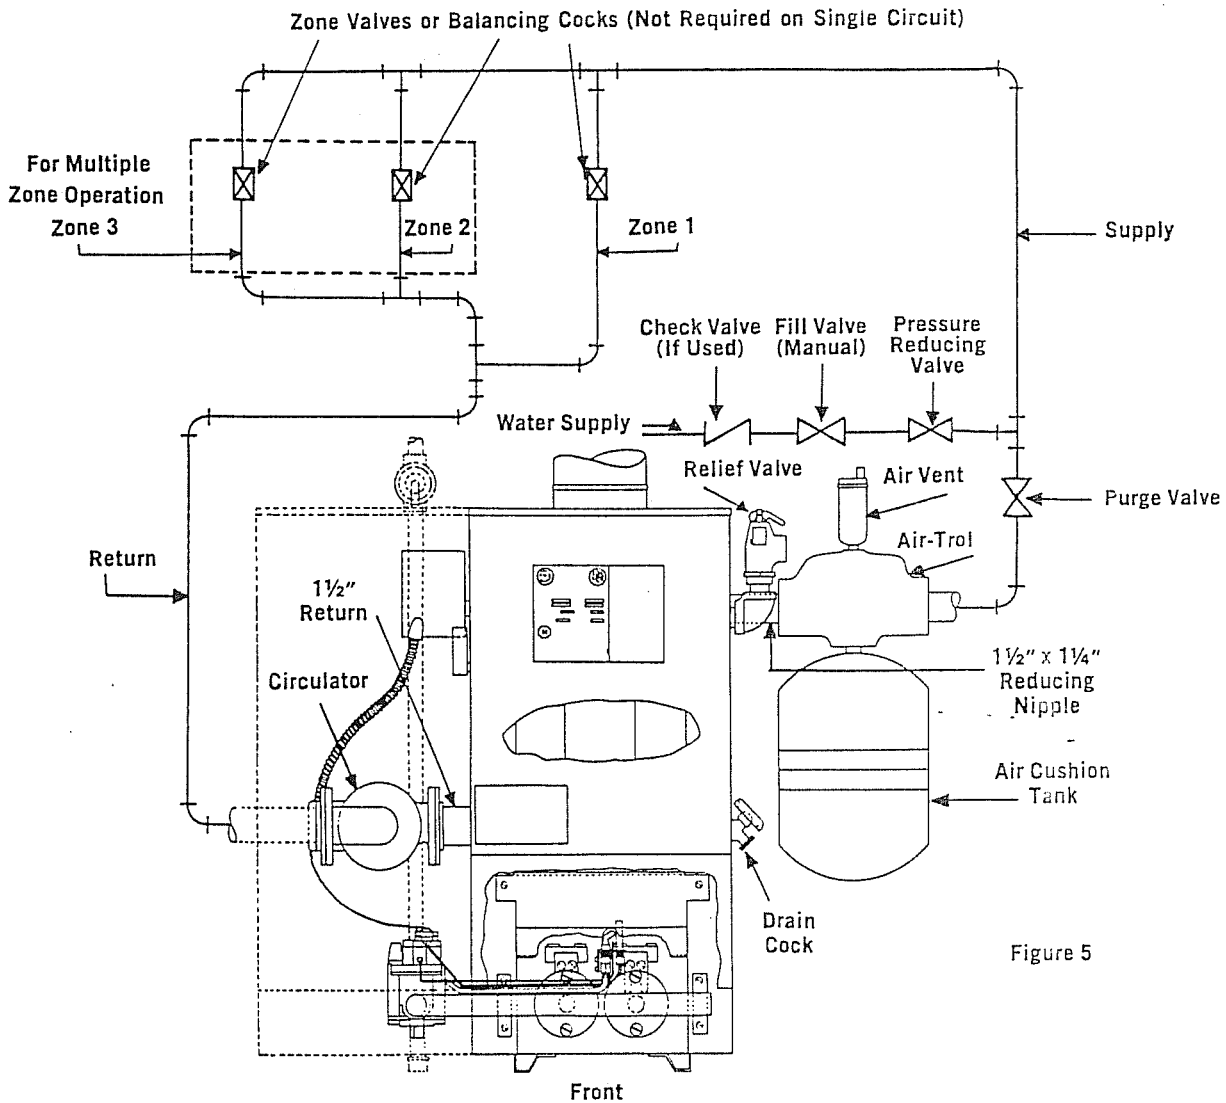 Zone Valves or Balancing Cocks (Not Required on Single Circuit)
For Multiple
Zone Operation
Zone 3
Zone 2
Zone 1
Supply
Check Valve
(If Used)
Fill Valve
(Manual)
Pressure
Reducing
Valve
Water Supply
Relief Valve
Air Vent
Purge Valve
Air-Trol
Return
1½"
Return
Circulator
1½" x 1¼"
Reducing
Nipple
Air Cushion
Tank
Drain
Cock
Figure 5
Front